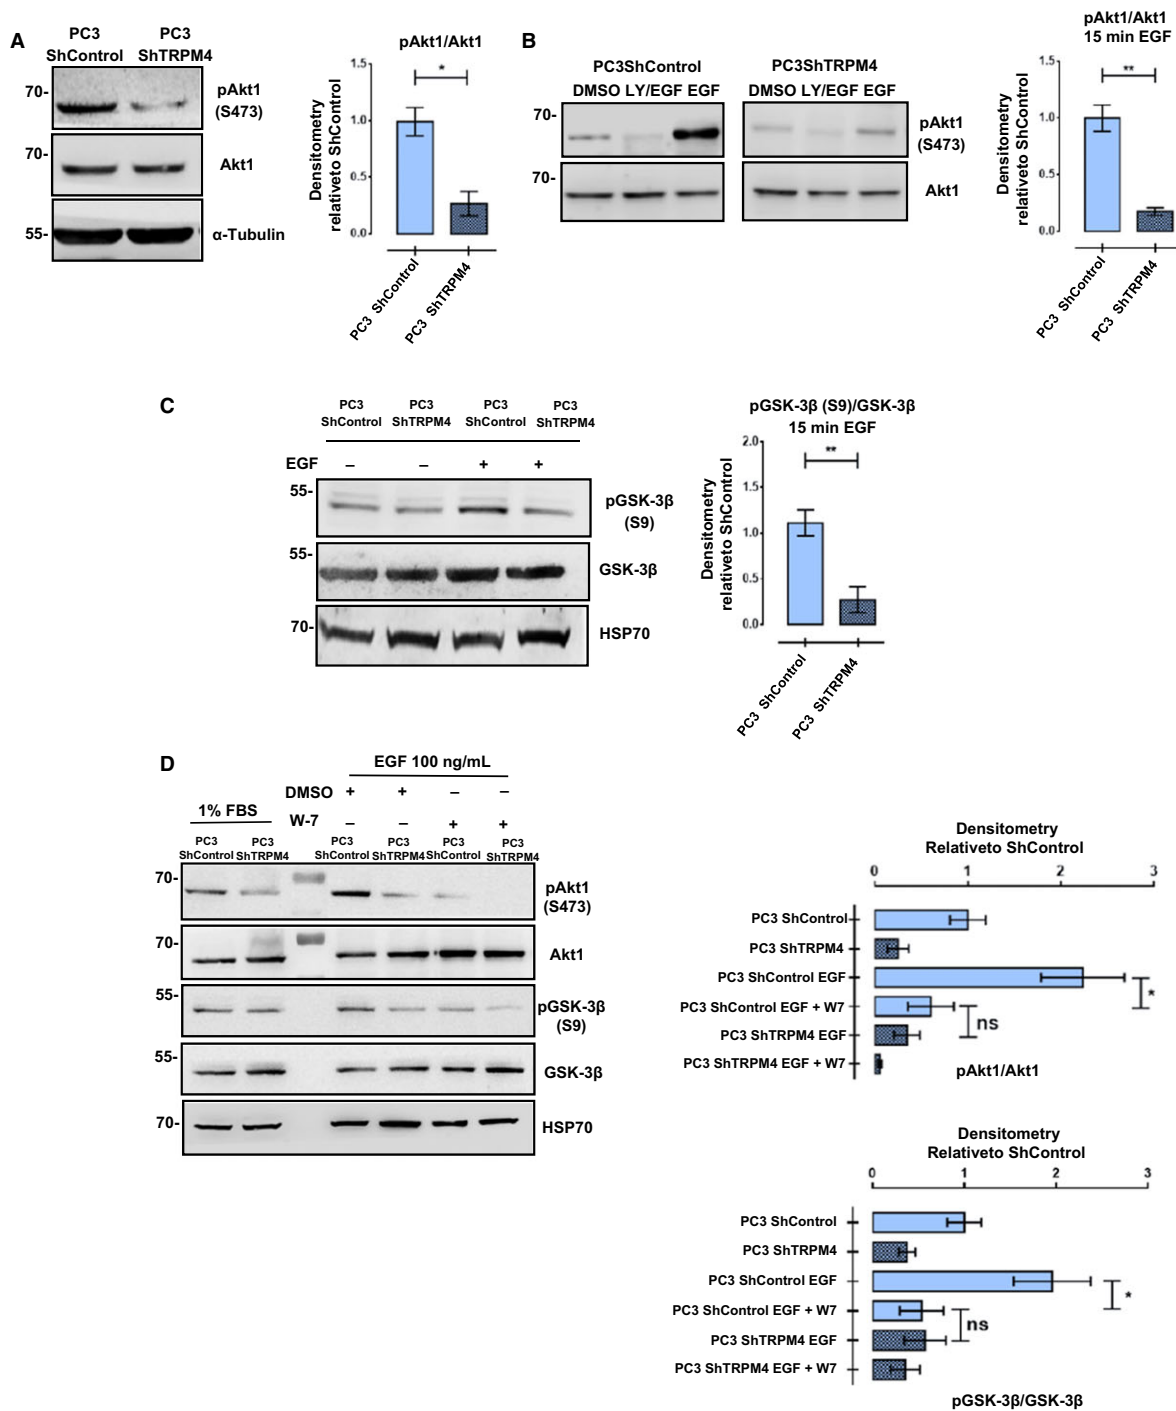 A
PC3 ShControl
PC3 ShTRPM4
70-
pAkt1 (S473)
70-
Akt1
55-
α-Tubulin
pAkt1/Akt1
Densitometry
relativeto ShControl
1.5
1.0
0.5
0.0
*
PC3 ShControl
PC3 ShTRPM4
B
PC3ShControl
PC3ShTRPM4
DMSO LY/EGF EGF
DMSO LY/EGF EGF
70-
pAkt1
(S473)
70-
Akt1
pAkt1/Akt1
15 min EGF
Densitometry
relativeto ShControl
1.5
1.0
0.5
0.0
**
PC3 ShControl
PC3 ShTRPM4
C
PC3 ShControl
PC3 ShTRPM4
PC3 ShControl
PC3 ShTRPM4
EGF – – + +
55-
pGSK-3β
(S9)
55-
GSK-3β
70-
HSP70
pGSK-3β (S9)/GSK-3β
15 min EGF
Densitometry
relativeto ShControl
2.0
1.5
1.0
0.5
0.0
**
PC3 ShControl
PC3 ShTRPM4
D
EGF 100 ng/mL
DMSO + + – –
1% FBS
W-7 – – + +
PC3 ShControl
PC3 ShTRPM4
PC3 ShControl
PC3 ShTRPM4
PC3 ShControl
PC3 ShTRPM4
70-
pAkt1
(S473)
70-
Akt1
55-
pGSK-3β
(S9)
55-
GSK-3β
70-
HSP70
Densitometry
Relativeto ShControl
0 1 2 3
PC3 ShControl
PC3 ShTRPM4
PC3 ShControl EGF
PC3 ShControl EGF + W7
PC3 ShTRPM4 EGF
PC3 ShTRPM4 EGF + W7
*
ns
pAkt1/Akt1
Densitometry
Relativeto ShControl
0 1 2 3
PC3 ShControl
PC3 ShTRPM4
PC3 ShControl EGF
PC3 ShControl EGF + W7
PC3 ShTRPM4 EGF
PC3 ShTRPM4 EGF + W7
*
ns
pGSK-3β/GSK-3β